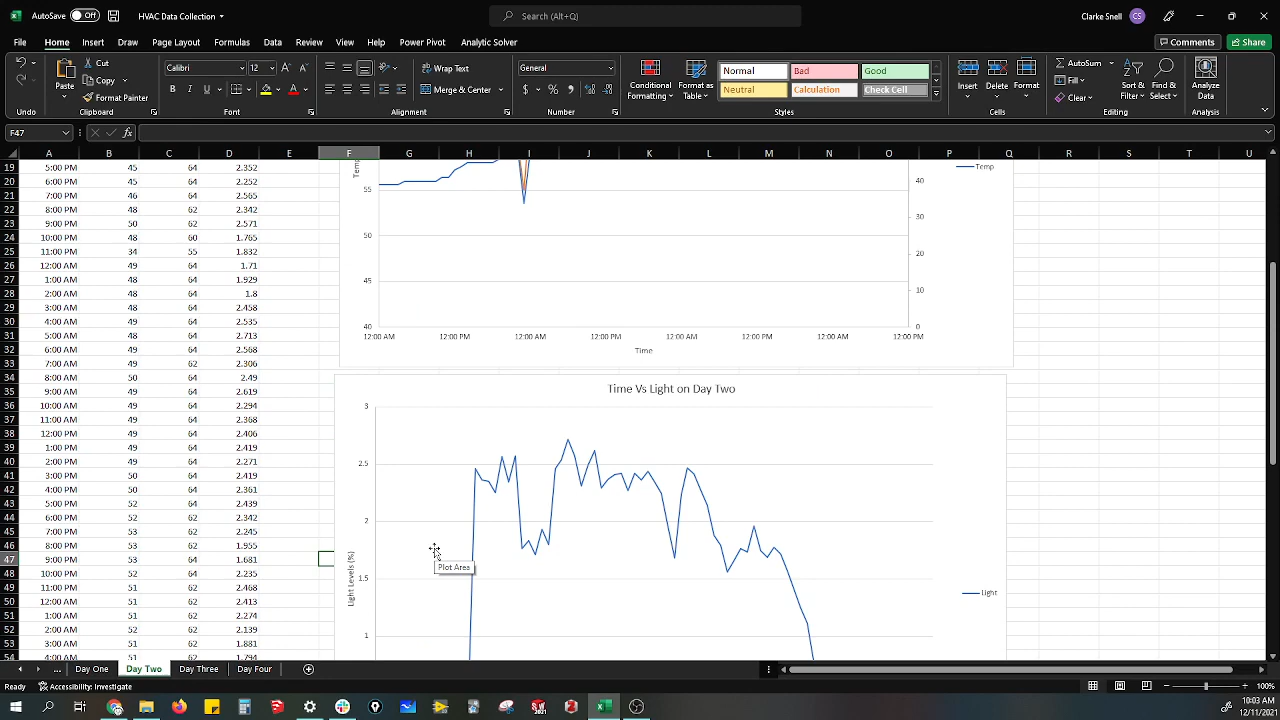 AutoSave Off HVAC Data Collection Search (Alt+Q) Clarke Snell CS
File Home Insert Draw Page Layout Formulas Data Review View Help Power Pivot Analytic Solver Comments Share
Paste Cut Copy Format Painter
Calibri 12
B I U
Wrap Text
Merge & Center
General
$ % 
Conditional Formatting Format as Table
Normal Bad Good
Neutral Calculation Check Cell
Insert Delete Format
AutoSum Fill Clear
Sort & Filter Find & Select
Analyze Data
Undo Clipboard Font Alignment Number Styles Cells Editing Analysis
F47 fx
A B C D E F G H I J K L M N O P Q R S T U
19 5:00 PM 45 64 2.352
20 6:00 PM 45 64 2.252
21 7:00 PM 46 64 2.565
22 8:00 PM 48 62 2.342
23 9:00 PM 50 62 2.571
24 10:00 PM 48 60 1.765
25 11:00 PM 34 55 1.832
26 12:00 AM 49 64 1.71
27 1:00 AM 48 64 1.929
28 2:00 AM 48 64 1.8
29 3:00 AM 48 64 2.458
30 4:00 AM 49 64 2.535
31 5:00 AM 48 64 2.713
32 6:00 AM 49 64 2.568
33 7:00 AM 49 62 2.306
34 8:00 AM 50 64 2.49
35 9:00 AM 49 64 2.619
36 10:00 AM 49 64 2.294
37 11:00 AM 49 64 2.368
38 12:00 PM 49 64 2.406
39 1:00 PM 49 64 2.419
40 2:00 PM 49 64 2.271
41 3:00 PM 50 64 2.419
42 4:00 PM 50 64 2.361
43 5:00 PM 52 64 2.439
44 6:00 PM 52 64 2.342
45 7:00 PM 53 64 2.245
46 8:00 PM 53 64 1.955
47 9:00 PM 53 64 1.681
48 10:00 PM 52 64 2.235
49 11:00 PM 51 62 2.468
50 12:00 AM 51 62 2.413
51 1:00 AM 51 62 2.274
52 2:00 AM 51 62 2.139
53 3:00 AM 51 62 1.881
54 4:00 AM 51 62 1.794
Temp
55
50
45
40
40
30
20
10
0
12:00 AM 12:00 PM 12:00 AM 12:00 PM 12:00 AM 12:00 PM 12:00 AM 12:00 PM
Time
Temp
Time Vs Light on Day Two
3
2.5
2
1.5
1
Light Levels (%)
Plot Area
Light
... Day One Day Two Day Three Day Four
Ready Accessibility: Investigate 100%
10:03 AM
12/11/2021